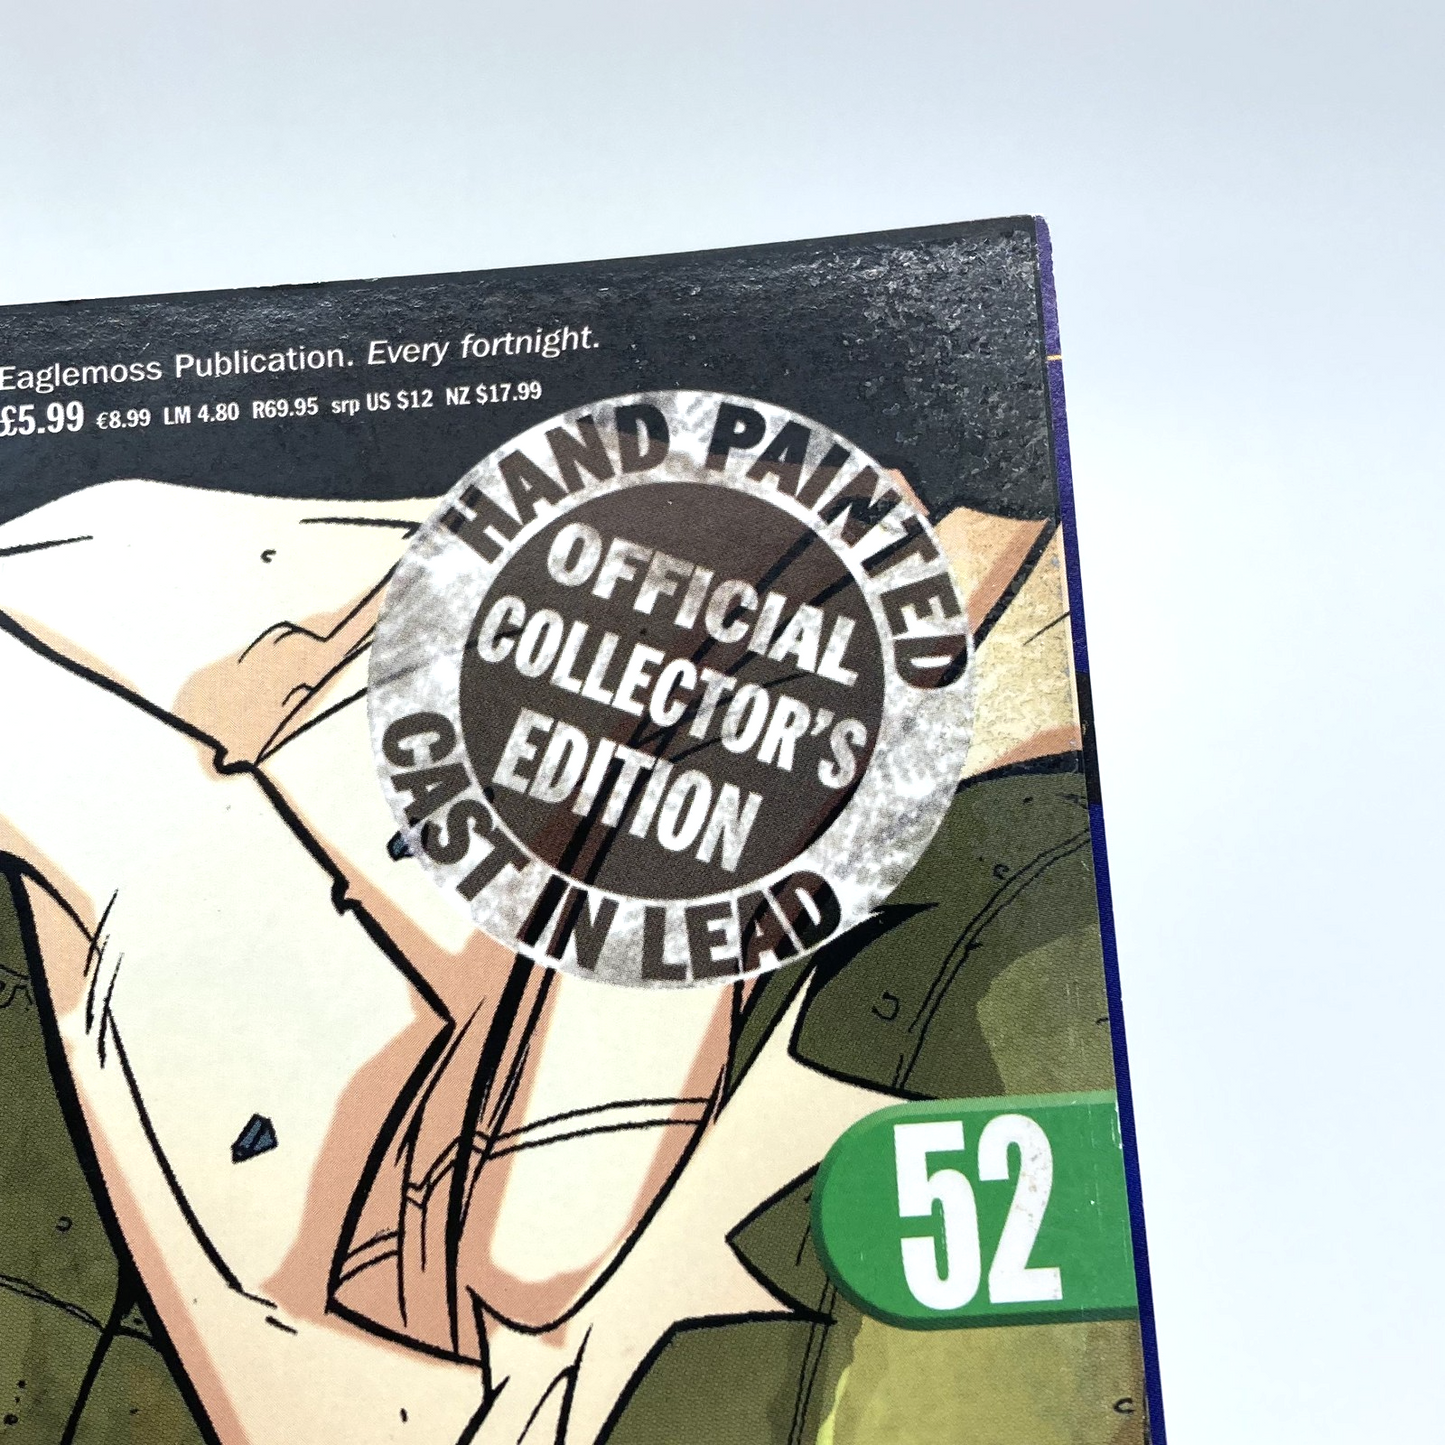 Eaglemoss Publication. Every fortnight.
£5.99 €8.99 LM 4.80 R69.95 srp US $12 NZ $17.99
HAND PAINTED
OFFICIAL
COLLECTOR'S
EDITION
CAST IN LEAD
52